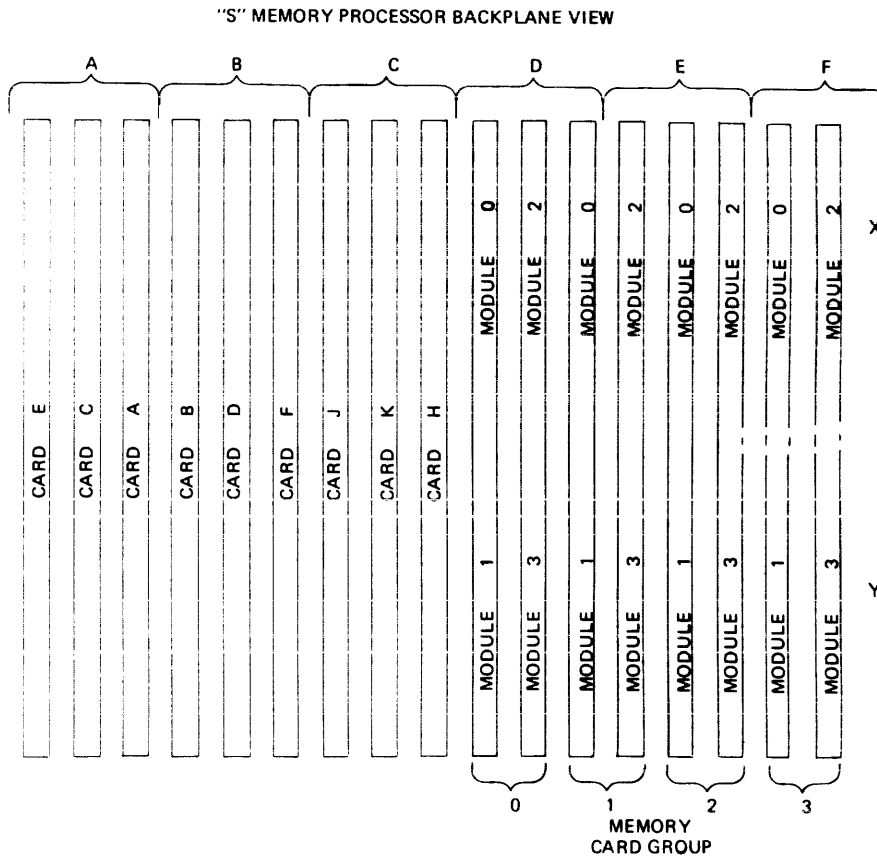 "S" MEMORY PROCESSOR BACKPLANE VIEW
A B C D E F
MODULE 0
MODULE 2
MODULE 0
MODULE 2
MODULE 0
MODULE 2
MODULE 0
MODULE 2
X
CARD E
CARD C
CARD A
CARD B
CARD D
CARD F
CARD J
CARD K
CARD H
MODULE 1
MODULE 3
MODULE 1
MODULE 3
MODULE 1
MODULE 3
MODULE 1
MODULE 3
Y
0 1 2 3
MEMORY
CARD GROUP